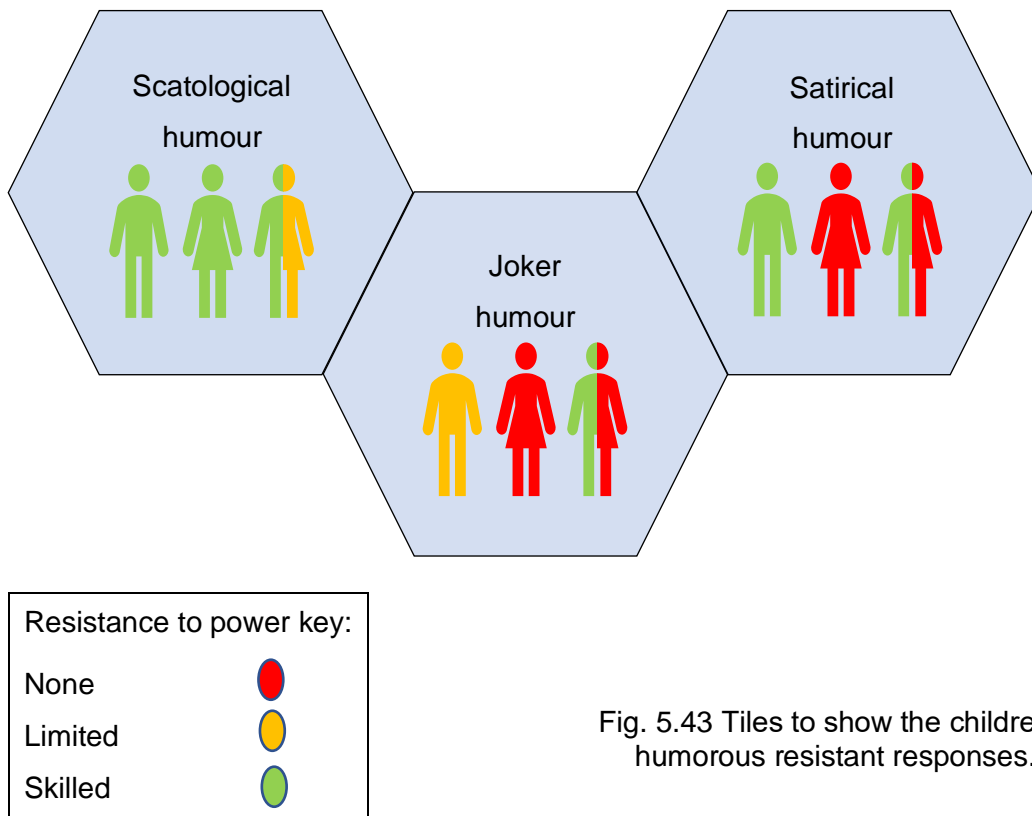 Scatological
humour
Satirical
humour
Joker
humour
Resistance to power key:
None
Limited
Skilled
Fig. 5.43 Tiles to show the childre
humorous resistant responses.